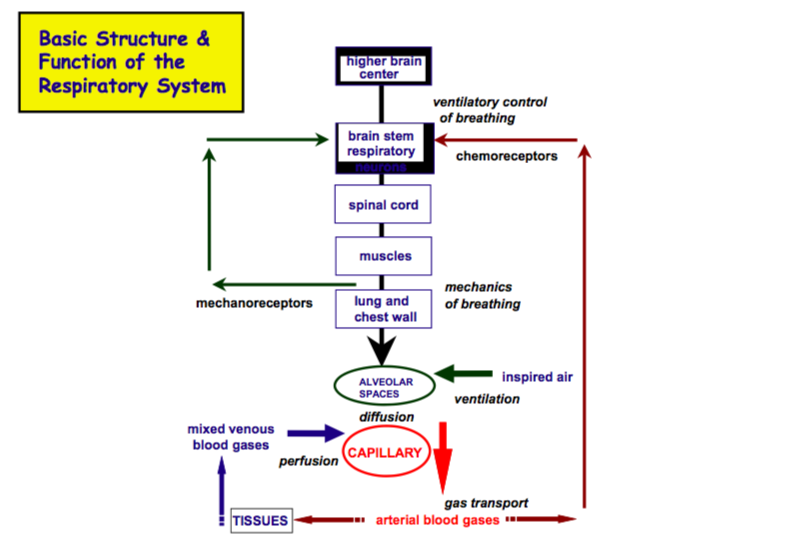 Basic Structure &
Function of the
Respiratory System
higher brain
center
ventilatory control
of breathing
brain stem
respiratory
neurons
chemoreceptors
spinal cord
muscles
mechanics
of breathing
mechanoreceptors
lung and
chest wall
ALVEOLAR
SPACES
inspired air
ventilation
diffusion
mixed venous
blood gases
CAPILLARY
perfusion
gas transport
TISSUES
arterial blood gases